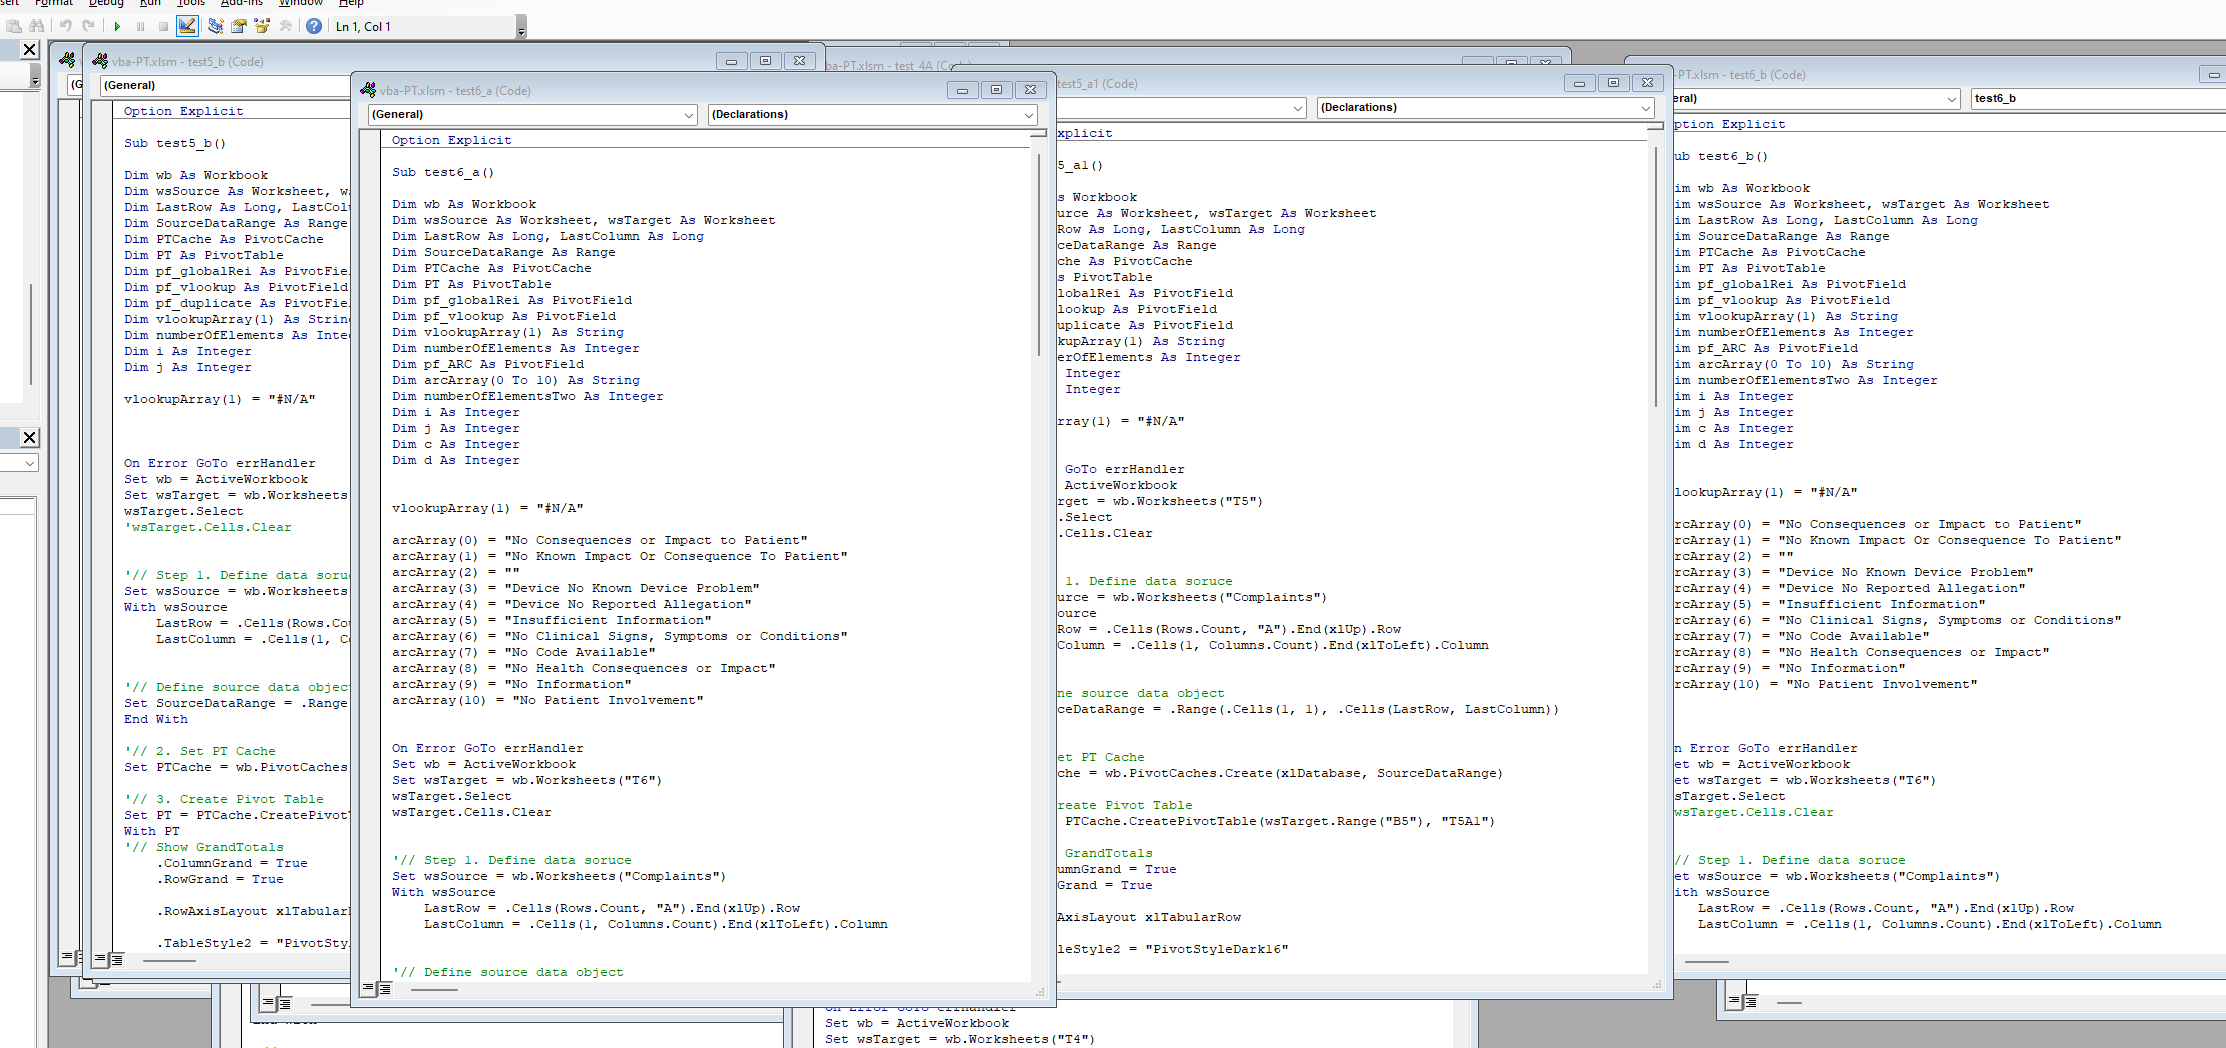 Format Debug Run Tools Add-Ins Window Help
Ln 1, Col 1
vba-PT.xlsm - test5_b (Code)
(General)
Option Explicit
Sub test5_b()
Dim wb As Workbook
Dim wsSource As Worksheet,
Dim LastRow As Long,
Dim SourceDataRange As Range
Dim PTCache As PivotCache
Dim PT As PivotTable
Dim pf_globalRei As
Dim pf_vlookup As PivotField
Dim pf_duplicate As
Dim vlookupArray(1) As
Dim numberOfElements As
Dim i As Integer
Dim j As Integer
vlookupArray(1) = "#N/A"
On Error GoTo errHandler
Set wb = ActiveWorkbook
Set wsTarget = wb.Worksheets
wsTarget.Select
'wsTarget.Cells.Clear
'// Step 1. Define data
Set wsSource = wb.Worksheets
With wsSource
LastRow = .Cells(Rows.
LastColumn = .Cells(1,
'// Define source data object
Set SourceDataRange = .Range
End With
'// 2. Set PT Cache
Set PTCache = wb.PivotCaches
'// 3. Create Pivot Table
Set PT = PTCache.
With PT
'// Show GrandTotals
.ColumnGrand = True
.RowGrand = True
.RowAxisLayout
.TableStyle2 =
vba-PT.xlsm - test6_a (Code)
(General) (Declarations)
Option Explicit
Sub test6_a()
Dim wb As Workbook
Dim wsSource As Worksheet, wsTarget As Worksheet
Dim LastRow As Long, LastColumn As Long
Dim SourceDataRange As Range
Dim PTCache As PivotCache
Dim PT As PivotTable
Dim pf_globalRei As PivotField
Dim pf_vlookup As PivotField
Dim vlookupArray(1) As String
Dim numberOfElements As Integer
Dim pf_ARC As PivotField
Dim arcArray(0 To 10) As String
Dim numberOfElementsTwo As Integer
Dim i As Integer
Dim j As Integer
Dim c As Integer
Dim d As Integer
vlookupArray(1) = "#N/A"
arcArray(0) = "No Consequences or Impact to Patient"
arcArray(1) = "No Known Impact Or Consequence To Patient"
arcArray(2) = ""
arcArray(3) = "Device No Known Device Problem"
arcArray(4) = "Device No Reported Allegation"
arcArray(5) = "Insufficient Information"
arcArray(6) = "No Clinical Signs, Symptoms or Conditions"
arcArray(7) = "No Code Available"
arcArray(8) = "No Health Consequences or Impact"
arcArray(9) = "No Information"
arcArray(10) = "No Patient Involvement"
On Error GoTo errHandler
Set wb = ActiveWorkbook
Set wsTarget = wb.Worksheets("T6")
wsTarget.Select
wsTarget.Cells.Clear
'// Step 1. Define data soruce
Set wsSource = wb.Worksheets("Complaints")
With wsSource
LastRow = .Cells(Rows.Count, "A").End(xlUp).Row
LastColumn = .Cells(1, Columns.Count).End(xlToLeft).Column
'// Define source data object
ba-PT.xlsm - test_4A (
test5_a1 (Code)
(Declarations)
xplicit
5_a1()
s Workbook
urce As Worksheet, wsTarget As Worksheet
Row As Long, LastColumn As Long
ceDataRange As Range
che As PivotCache
s PivotTable
lobalRei As PivotField
lookup As PivotField
uplicate As PivotField
kupArray(1) As String
erOfElements As Integer
Integer
Integer
rray(1) = "#N/A"
GoTo errHandler
ActiveWorkbook
rget = wb.Worksheets("T5")
.Select
.Cells.Clear
1. Define data soruce
urce = wb.Worksheets("Complaints")
ource
Row = .Cells(Rows.Count, "A").End(xlUp).Row
Column = .Cells(1, Columns.Count).End(xlToLeft).Column
ne source data object
ceDataRange = .Range(.Cells(1, 1), .Cells(LastRow, LastColumn))
et PT Cache
che = wb.PivotCaches.Create(xlDatabase, SourceDataRange)
reate Pivot Table
PTCache.CreatePivotTable(wsTarget.Range("B5"), "T5A1")
GrandTotals
umnGrand = True
Grand = True
AxisLayout xlTabularRow
leStyle2 = "PivotStyleDark16"
-PT.xlsm - test6_b (Code)
eral) test6_b
ption Explicit
ub test6_b()
im wb As Workbook
im wsSource As Worksheet, wsTarget As Worksheet
im LastRow As Long, LastColumn As Long
im SourceDataRange As Range
im PTCache As PivotCache
im PT As PivotTable
im pf_globalRei As PivotField
im pf_vlookup As PivotField
im vlookupArray(1) As String
im numberOfElements As Integer
im pf_ARC As PivotField
im arcArray(0 To 10) As String
im numberOfElementsTwo As Integer
im i As Integer
im j As Integer
im c As Integer
im d As Integer
lookupArray(1) = "#N/A"
rcArray(0) = "No Consequences or Impact to Patient"
rcArray(1) = "No Known Impact Or Consequence To Patient"
rcArray(2) = ""
rcArray(3) = "Device No Known Device Problem"
rcArray(4) = "Device No Reported Allegation"
rcArray(5) = "Insufficient Information"
rcArray(6) = "No Clinical Signs, Symptoms or Conditions"
rcArray(7) = "No Code Available"
rcArray(8) = "No Health Consequences or Impact"
rcArray(9) = "No Information"
rcArray(10) = "No Patient Involvement"
n Error GoTo errHandler
et wb = ActiveWorkbook
et wsTarget = wb.Worksheets("T6")
sTarget.Select
wsTarget.Cells.Clear
// Step 1. Define data soruce
et wsSource = wb.Worksheets("Complaints")
ith wsSource
LastRow = .Cells(Rows.Count, "A").End(xlUp).Row
LastColumn = .Cells(1, Columns.Count).End(xlToLeft).Column
On Error GoTo errHandler
Set wb = ActiveWorkbook
Set wsTarget = wb.Worksheets("T4")